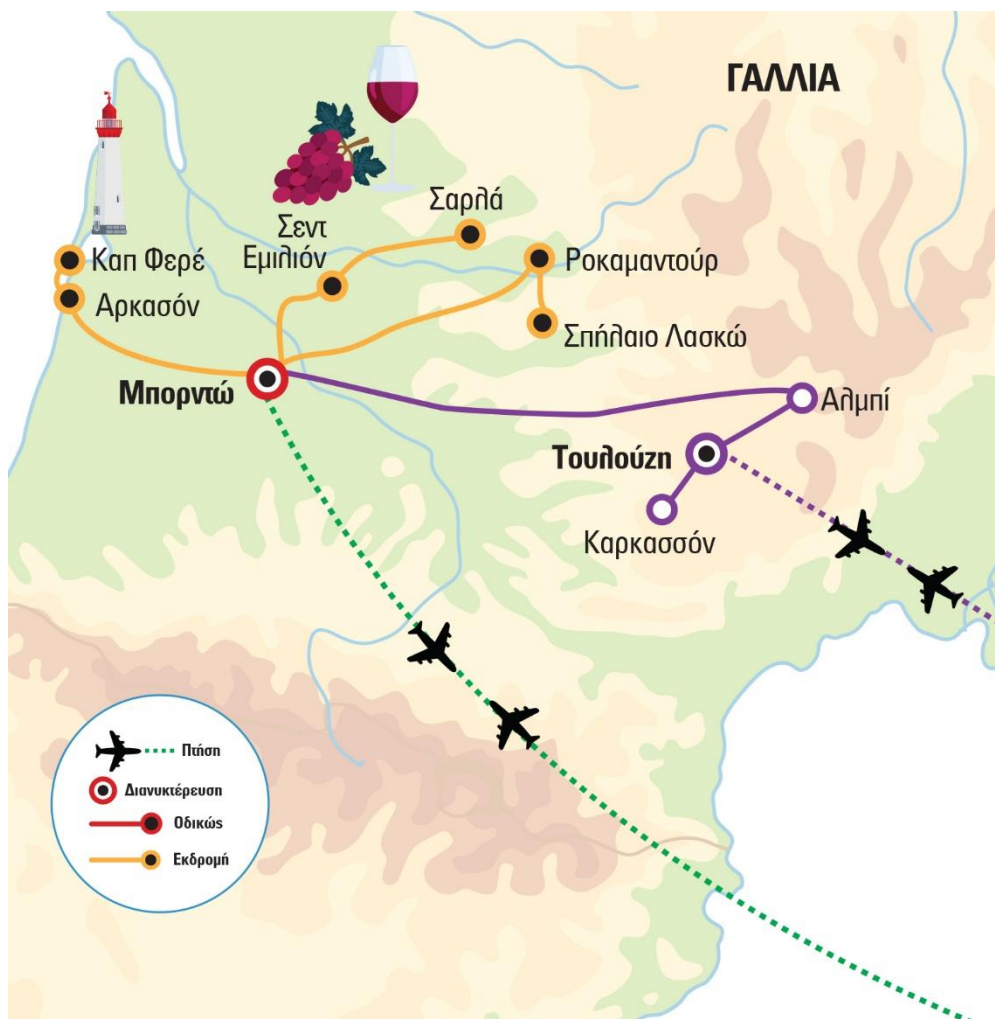 ΓΑΛΛΙΑ
Σαρλά
Σεντ
Εμιλιόν
Καπ Φερέ
Ροκαμαντούρ
Αρκασόν
Σπήλαιο Λασκώ
Μπορντώ
Αλμπί
Τουλούζη
Καρκασσόν
Πτήση
Διανυκτέρευση
Οδικώς
Εκδρομή